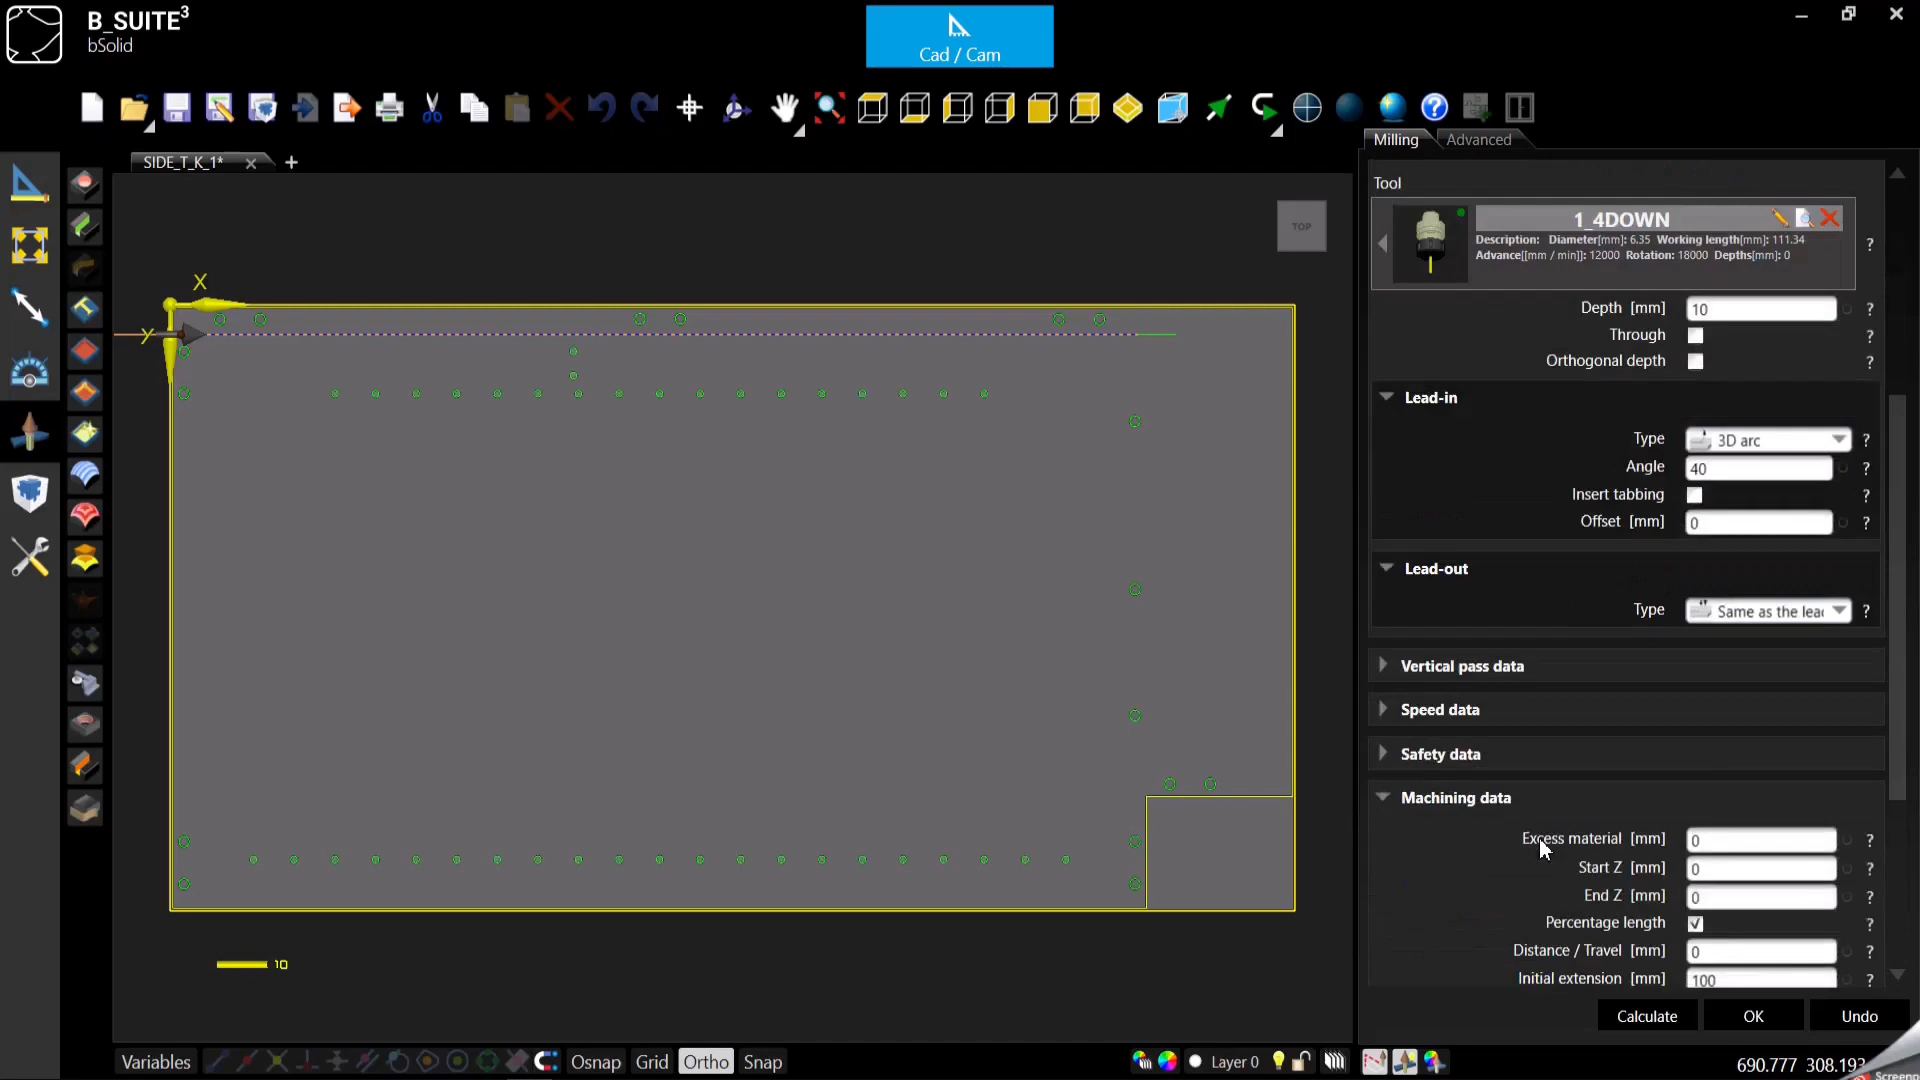 B_SUITE³
bSolid
Cad / Cam
Milling
Advanced
SIDE_T_K_1*
TOP
X
Y
10
Tool
1_4DOWN
Description: Diameter[mm]: 6.35 Working length[mm]: 111.34
Advance[[mm / min]]: 12000 Rotation: 18000 Depths[mm]: 0
?
Depth [mm] 10 ?
Through ?
Orthogonal depth ?
Lead-in
Type 3D arc ?
Angle 40 ?
Insert tabbing ?
Offset [mm] 0 ?
Lead-out
Type Same as the lea ?
Vertical pass data
Speed data
Safety data
Machining data
Excess material [mm] 0 ?
Start Z [mm] 0 ?
End Z [mm] 0 ?
Percentage length ?
Distance / Travel [mm] 0 ?
Initial extension [mm] 100 ?
Calculate OK Undo
Variables Osnap Grid Ortho Snap Layer 0
690.777 308.193